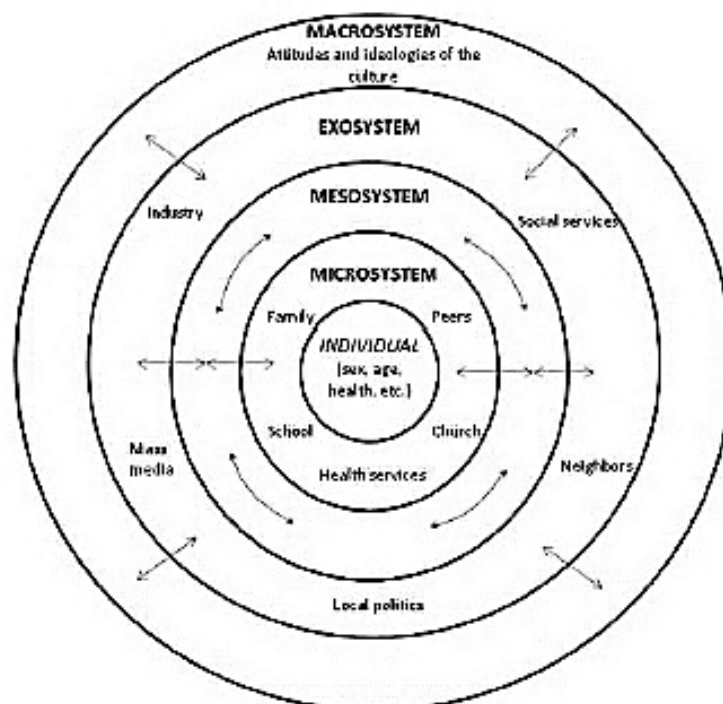 MACROSYSTEM
Attitudes and ideologies of the
culture
EXOSYSTEM
MESOSYSTEM
Industry
Social services
MICROSYSTEM
Family
Peers
INDIVIDUAL
(sex, age,
health, etc.)
School
Church
Mass
media
Health services
Neighbors
Local politics